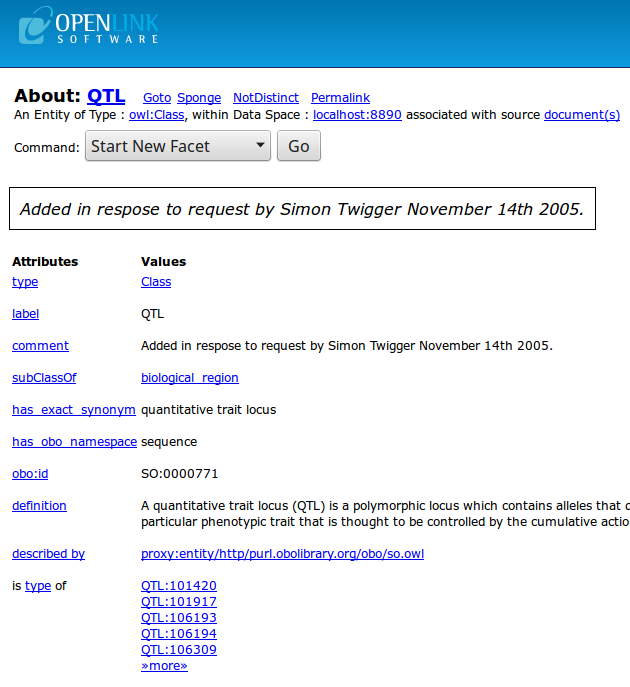 OPENLINK
SOFTWARE
About: QTL Goto Sponge NotDistinct Permalink
An Entity of Type : owl:Class, within Data Space : localhost:8890 associated with source document(s)
Command: Start New Facet Go
Added in respose to request by Simon Twigger November 14th 2005.
Attributes Values
type Class
label QTL
comment Added in respose to request by Simon Twigger November 14th 2005.
subClassOf biological_region
has_exact_synonym quantitative trait locus
has_obo_namespace sequence
obo:id SO:0000771
definition A quantitative trait locus (QTL) is a polymorphic locus which contains alleles that
particular phenotypic trait that is thought to be controlled by the cumulative actio
described by proxy:entity/http/purl.obolibrary.org/obo/so.owl
is type of QTL:101420
QTL:101917
QTL:106193
QTL:106194
QTL:106309
»more»